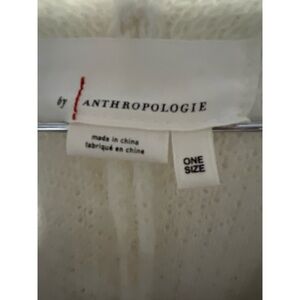 by ANTHROPOLOGIE
made in china
fabriqué en chine
ONE
SIZE